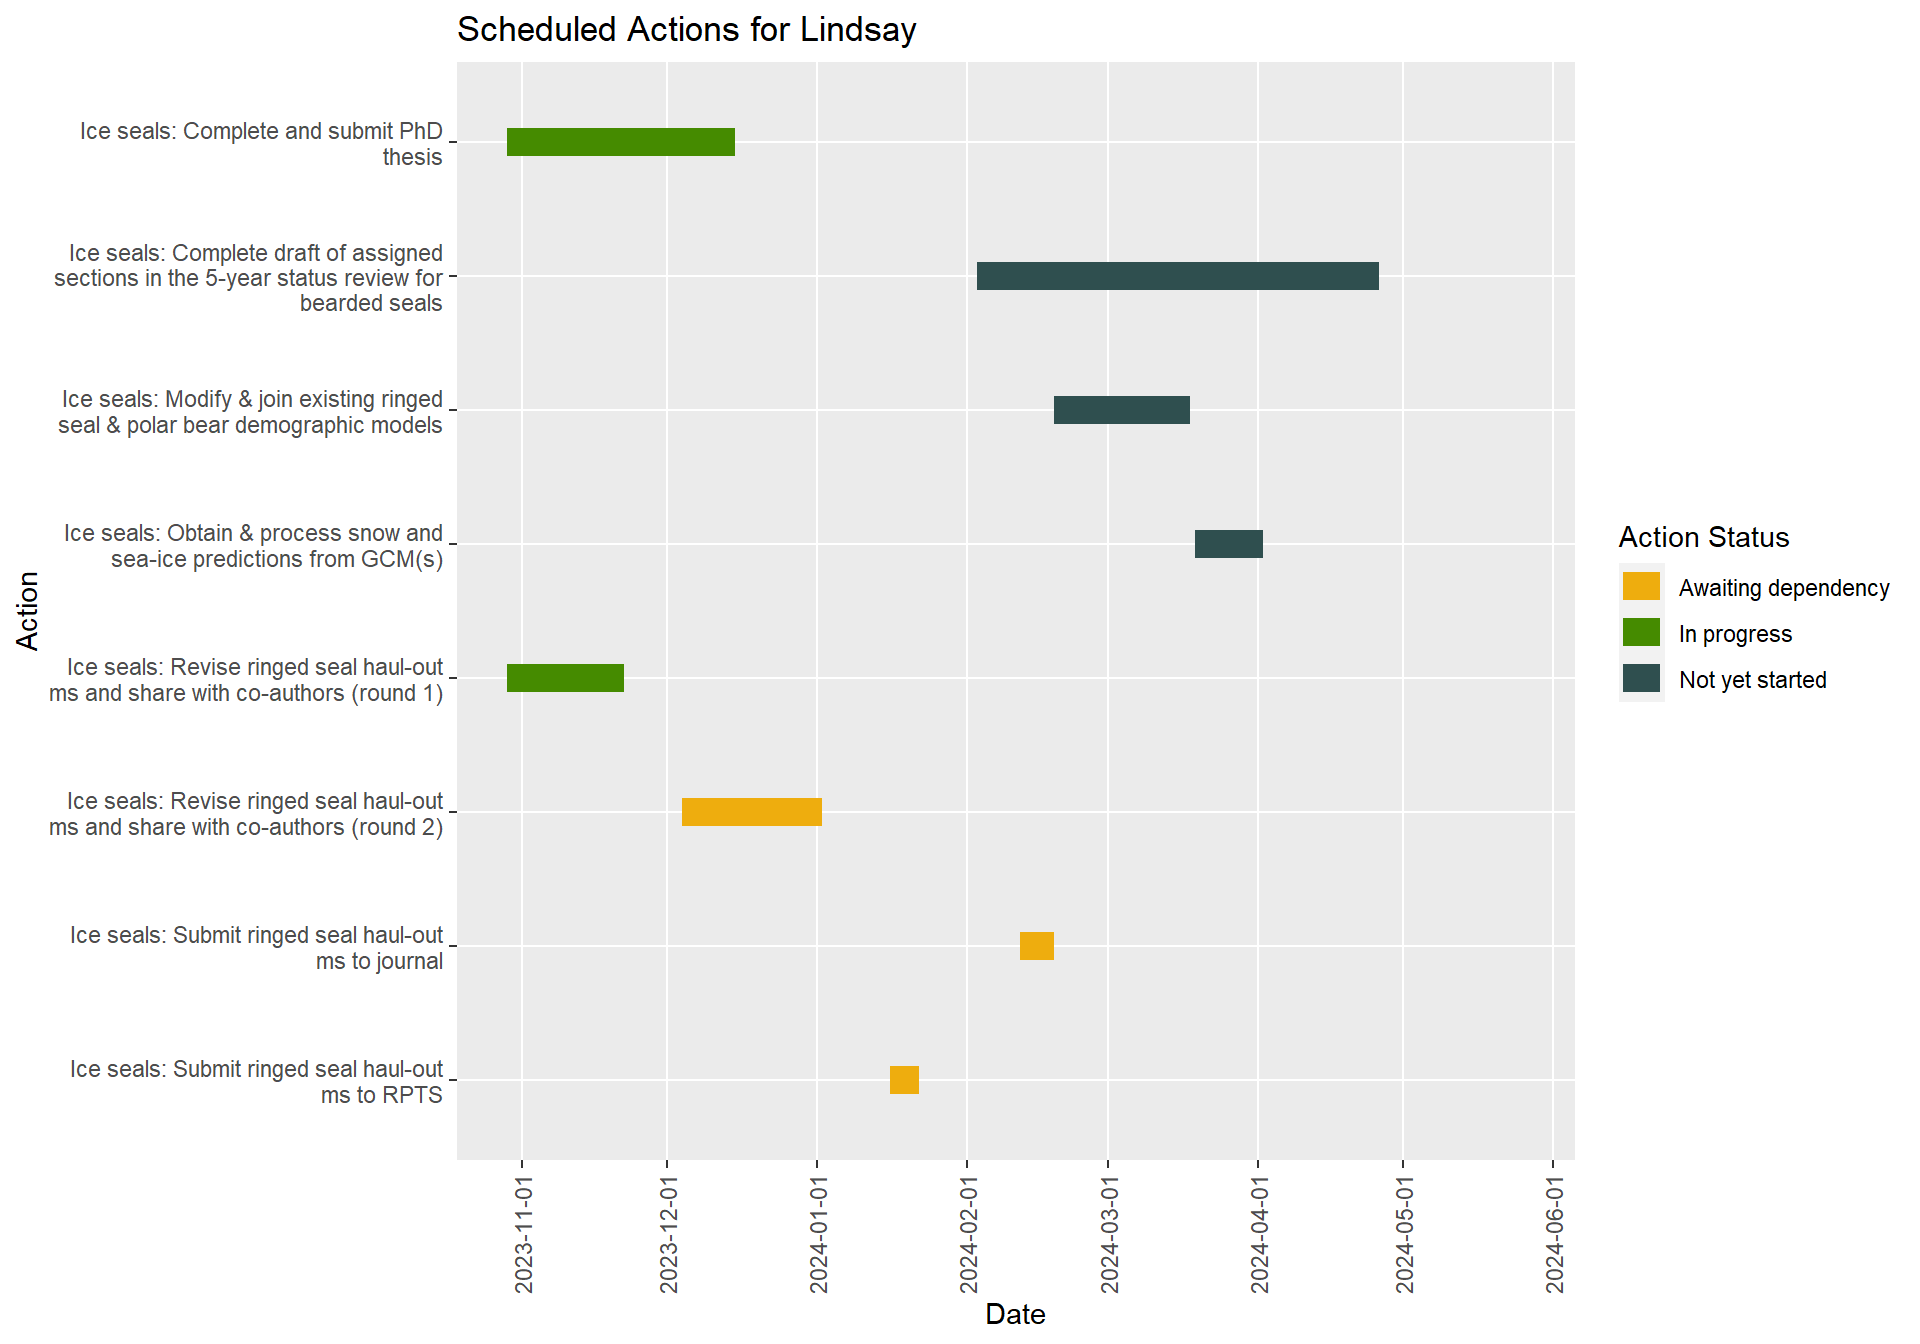 Scheduled Actions for Lindsay
Ice seals: Complete and submit PhD
thesis
Ice seals: Complete draft of assigned
sections in the 5-year status review for
bearded seals
Ice seals: Modify & join existing ringed
seal & polar bear demographic models
Ice seals: Obtain & process snow and
sea-ice predictions from GCM(s)
Ice seals: Revise ringed seal haul-out
ms and share with co-authors (round 1)
Ice seals: Revise ringed seal haul-out
ms and share with co-authors (round 2)
Ice seals: Submit ringed seal haul-out
ms to journal
Ice seals: Submit ringed seal haul-out
ms to RPTS
Action
2023-11-01
2023-12-01
2024-01-01
2024-02-01
2024-03-01
2024-04-01
2024-05-01
2024-06-01
Date
Action Status
Awaiting dependency
In progress
Not yet started